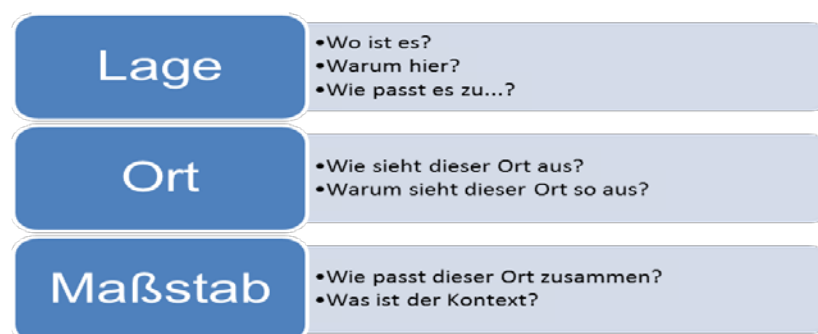 Lage
•Wo ist es?
•Warum hier?
•Wie passt es zu...?
Ort
•Wie sieht dieser Ort aus?
•Warum sieht dieser Ort so aus?
Maßstab
•Wie passt dieser Ort zusammen?
•Was ist der Kontext?